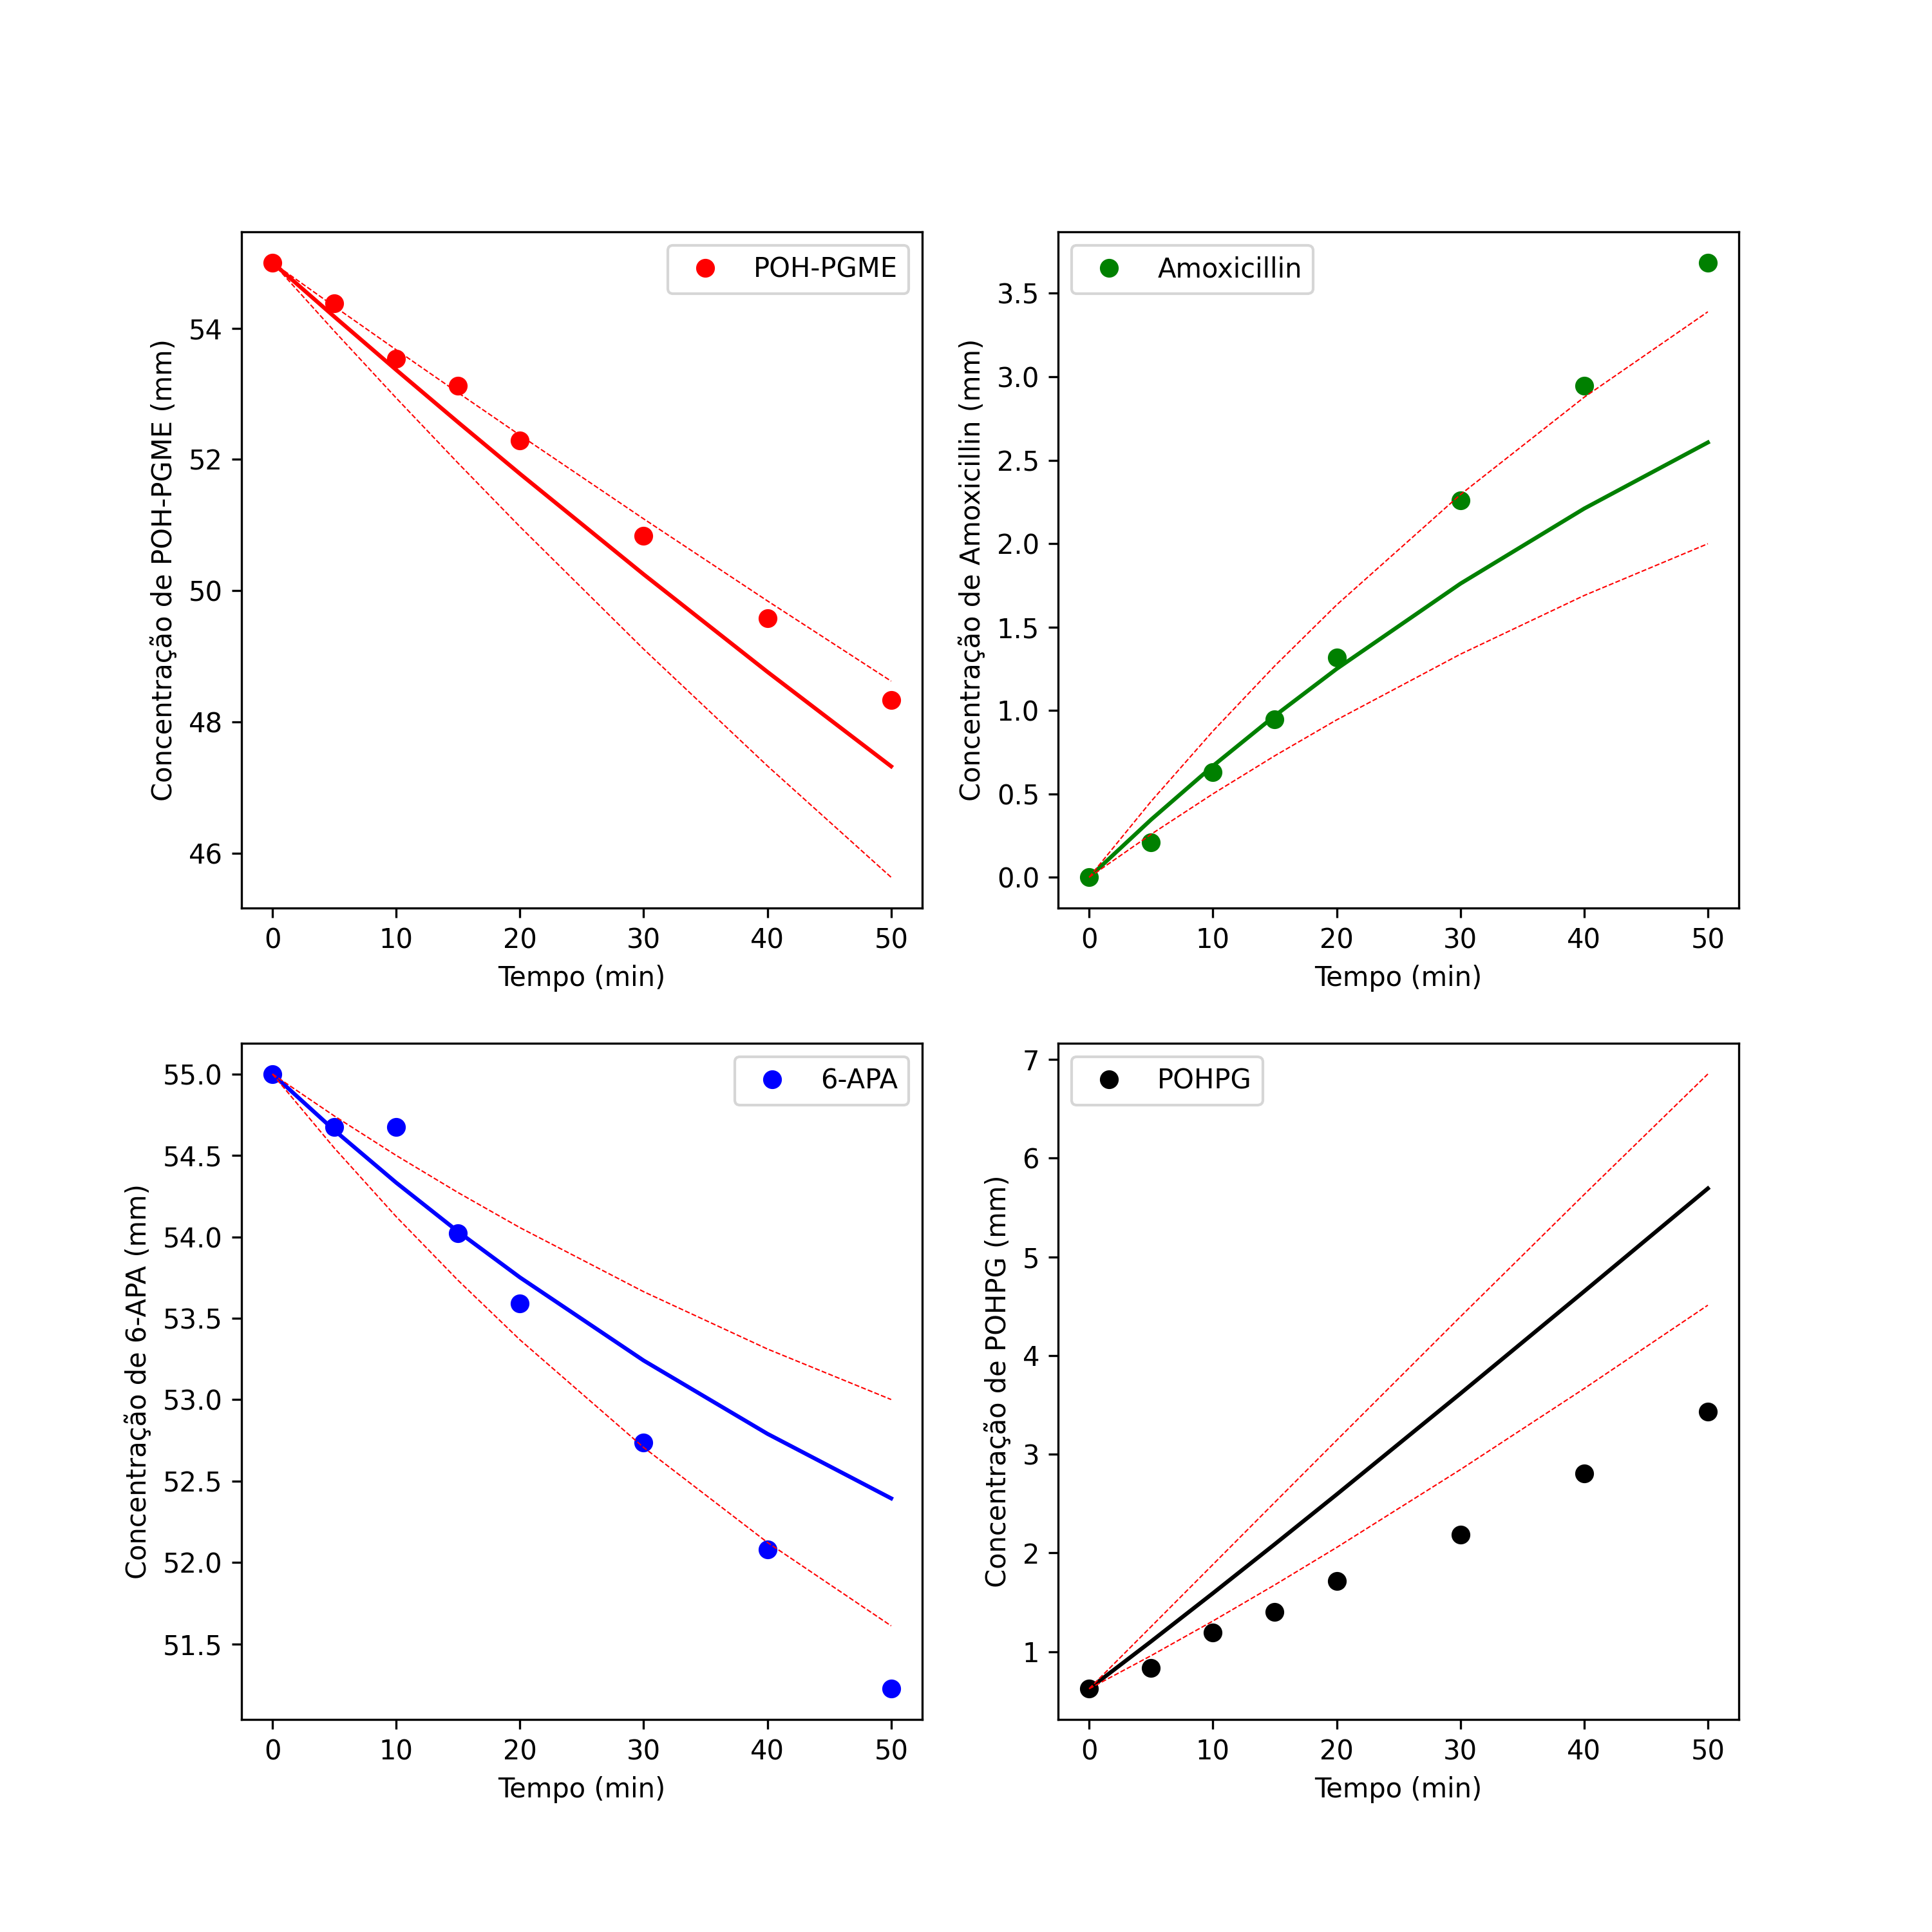 POH-PGME
Concentração de POH-PGME (mm)
54
52
50
48
46
0 10 20 30 40 50
Tempo (min)
Amoxicillin
Concentração de Amoxicillin (mm)
3.5
3.0
2.5
2.0
1.5
1.0
0.5
0.0
0 10 20 30 40 50
Tempo (min)
6-APA
Concentração de 6-APA (mm)
55.0
54.5
54.0
53.5
53.0
52.5
52.0
51.5
0 10 20 30 40 50
Tempo (min)
POHPG
Concentração de POHPG (mm)
7
6
5
4
3
2
1
0 10 20 30 40 50
Tempo (min)